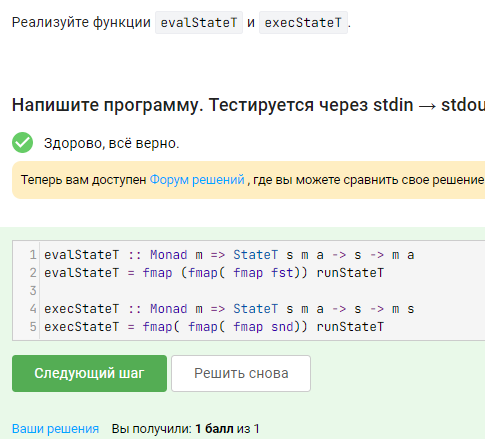 Реализуйте функции evalStateT и execStateT.
Напишите программу. Тестируется через stdin → stdou
Здорово, всё верно.
Теперь вам доступен Форум решений , где вы можете сравнить свое решение
1 evalStateT :: Monad m => StateT s m a -> s -> m a
2 evalStateT = fmap (fmap( fmap fst)) runStateT
3
4 execStateT :: Monad m => StateT s m a -> s -> m s
5 execStateT = fmap( fmap( fmap snd)) runStateT
Следующий шаг Решить снова
Ваши решения Вы получили: 1 балл из 1